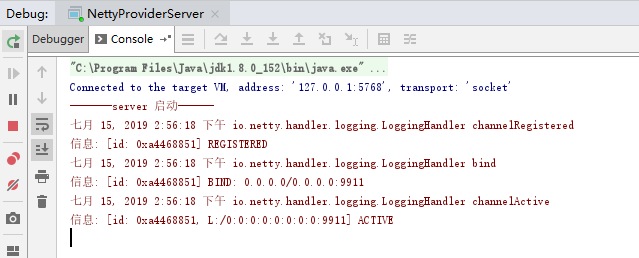 Debug: NettyProviderServer
Debugger Console
"C:\Program Files\Java\jdk1.8.0_152\bin\java.exe" ...
Connected to the target VM, address: '127.0.0.1:5768', transport: 'socket'
———————server 启动——————
七月 15, 2019 2:56:18 下午 io.netty.handler.logging.LoggingHandler channelRegistered
信息: [id: 0xa4468851] REGISTERED
七月 15, 2019 2:56:18 下午 io.netty.handler.logging.LoggingHandler bind
信息: [id: 0xa4468851] BIND: 0.0.0.0/0.0.0.0:9911
七月 15, 2019 2:56:18 下午 io.netty.handler.logging.LoggingHandler channelActive
信息: [id: 0xa4468851, L:/0:0:0:0:0:0:0:0:9911] ACTIVE